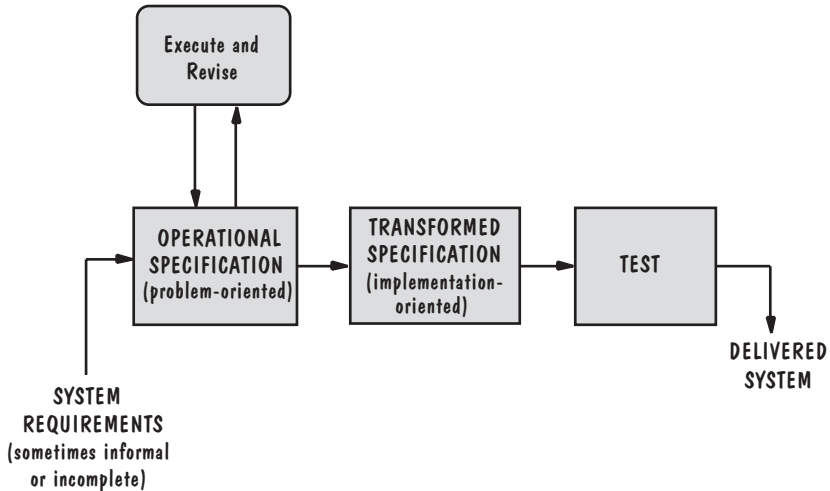 Execute and
Revise
OPERATIONAL
SPECIFICATION
(problem-oriented)
TRANSFORMED
SPECIFICATION
(implementation-
oriented)
TEST
DELIVERED
SYSTEM
SYSTEM
REQUIREMENTS
(sometimes informal
or incomplete)